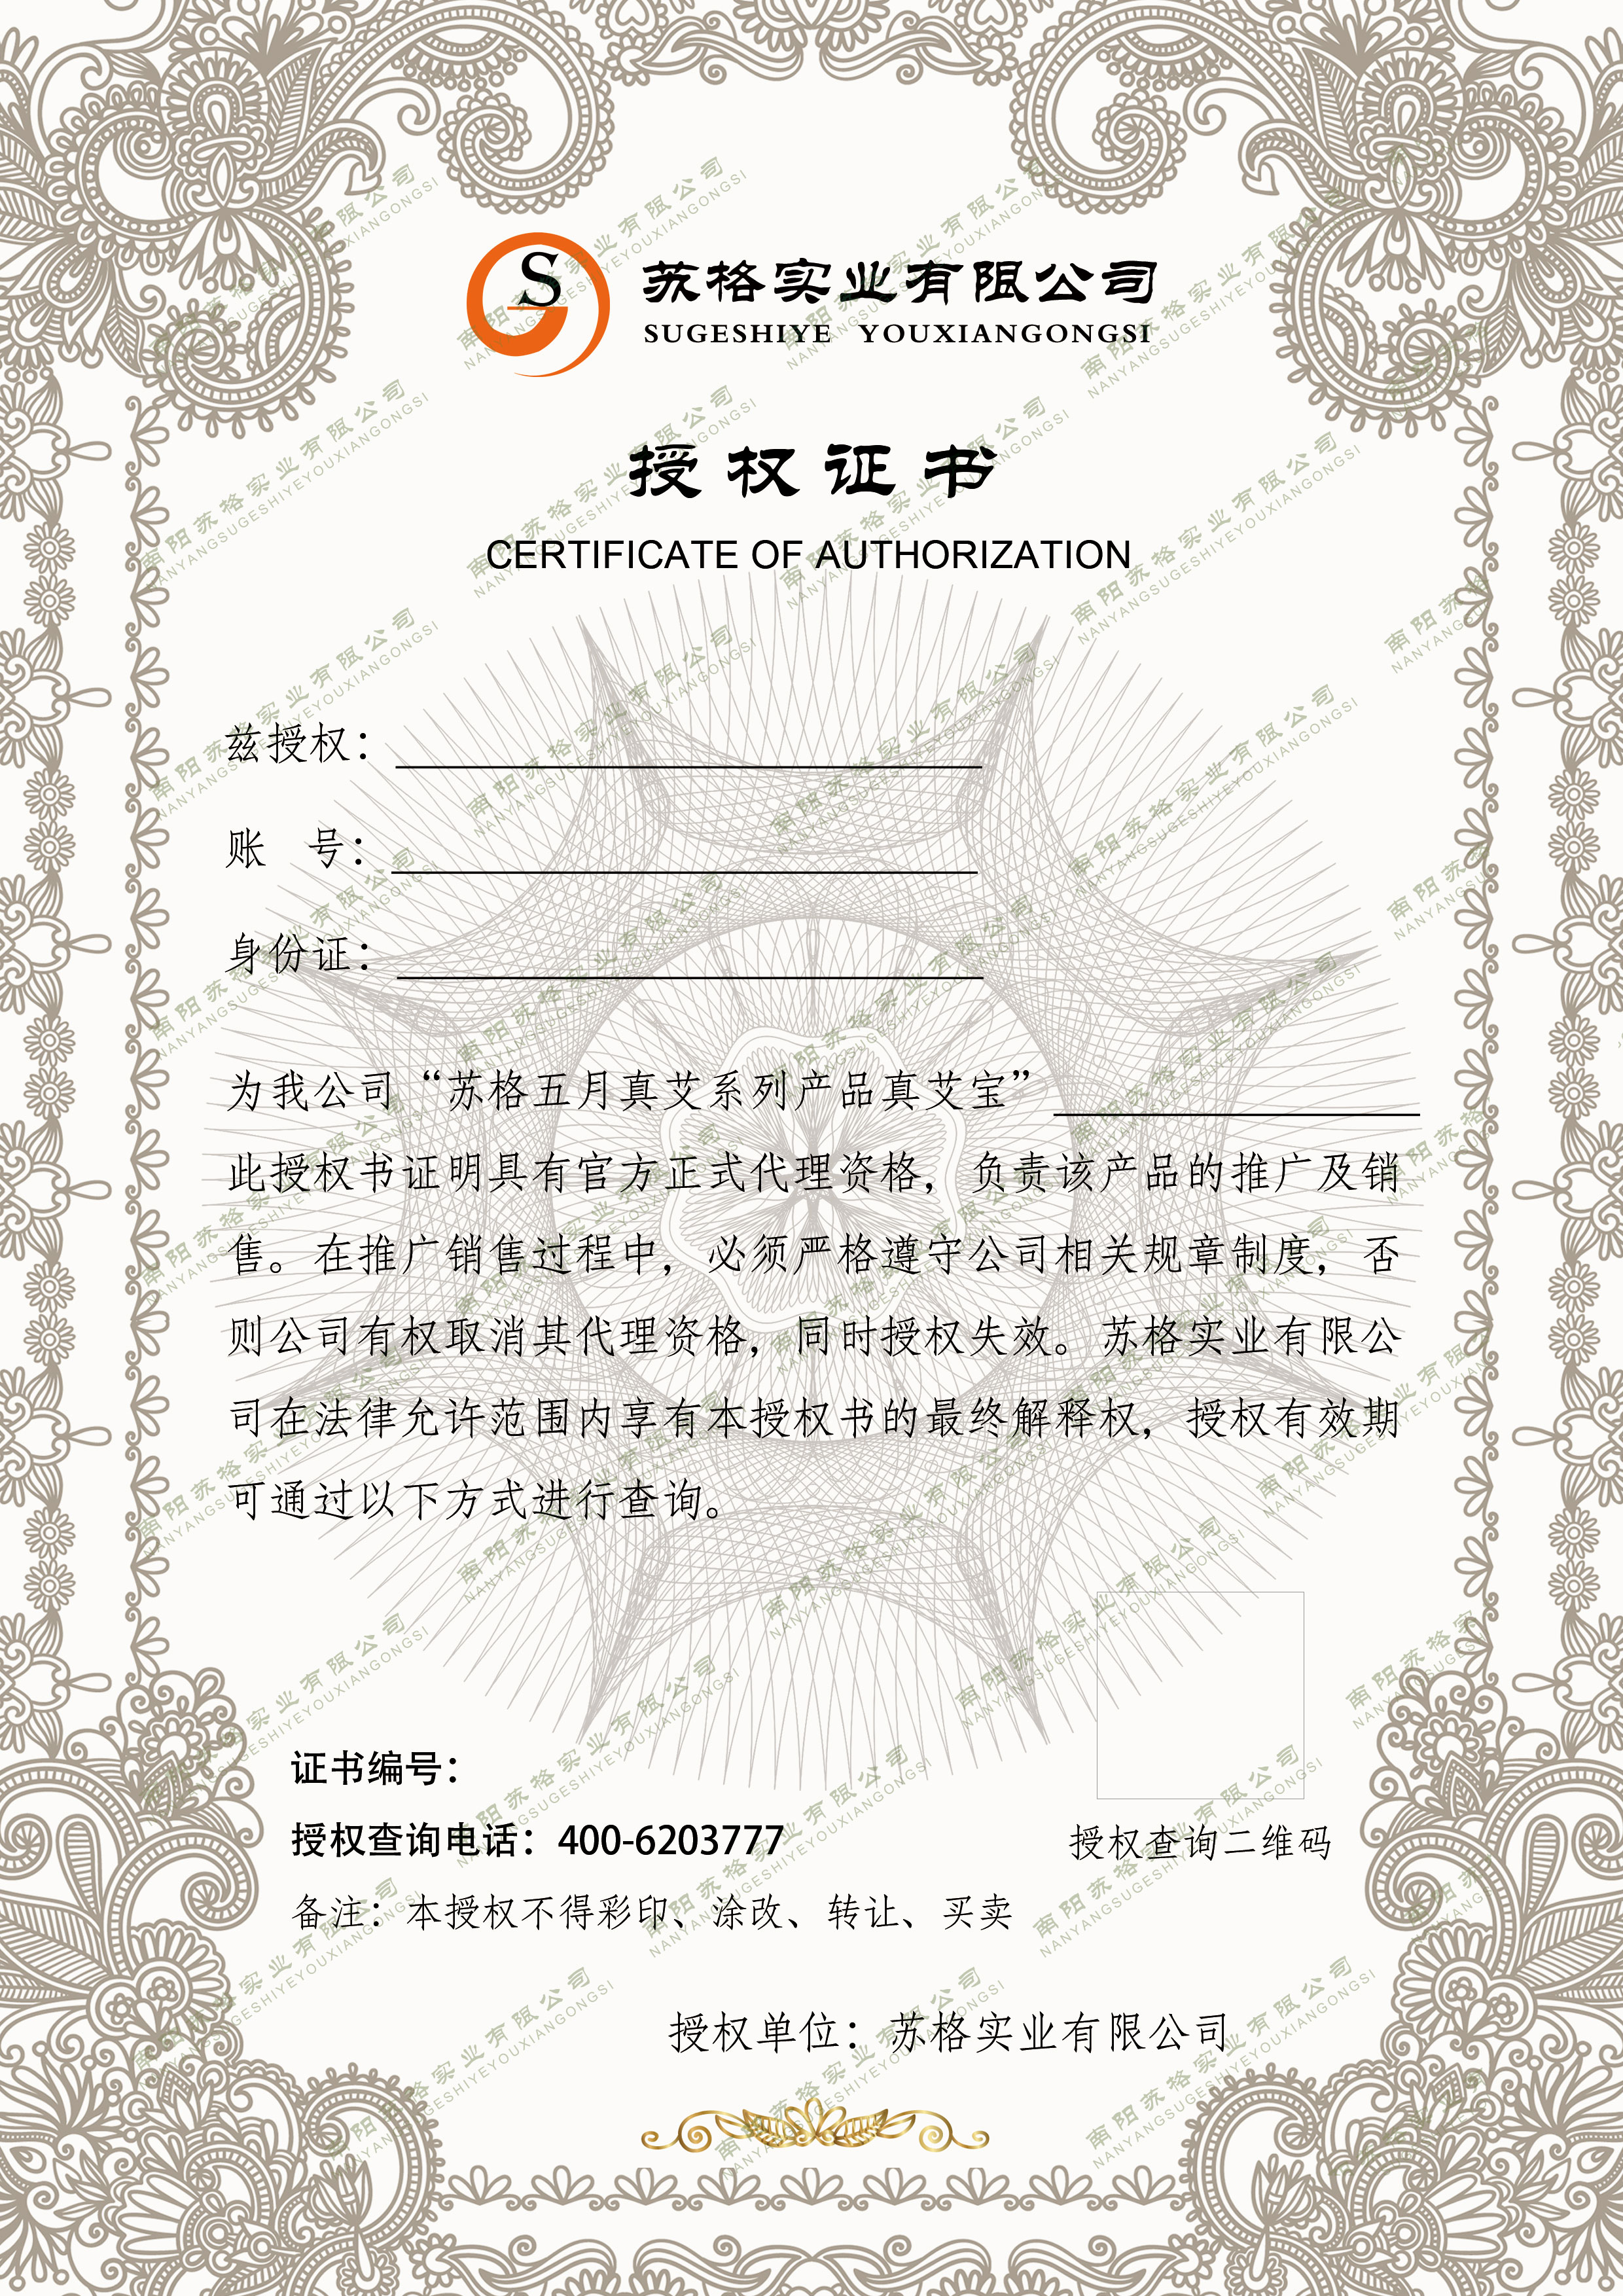 S
苏格实业有限公司
SUGESHIYE YOUXIANGONGSI
授权证书
CERTIFICATE OF AUTHORIZATION
兹授权：
账 号：
身份证：
为我公司“苏格五月真艾系列产品真艾宝”
此授权书证明具有官方正式代理资格，负责该产品的推广及销
售。在推广销售过程中，必须严格遵守公司相关规章制度，否
则公司有权取消其代理资格，同时授权失效。苏格实业有限公
司在法律允许范围内享有本授权书的最终解释权，授权有效期
可通过以下方式进行查询。
证书编号：
授权查询电话：400-6203777
授权查询二维码
备注：本授权不得彩印、涂改、转让、买卖
授权单位：苏格实业有限公司
南阳苏格实业有限公司
NANYANGSUGESHIYEYOUXIANGONGSI